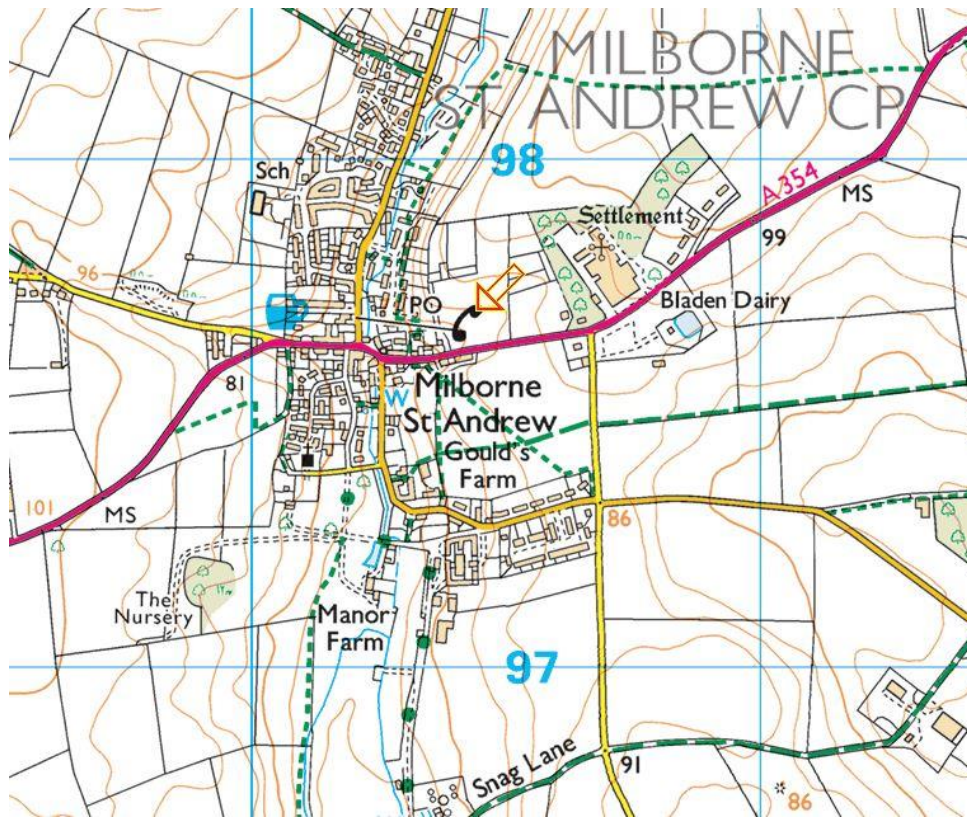 MILBORNE
ST ANDREW CP
98
Sch
A 354
MS
Settlement
99
96
PO
Bladen Dairy
81
W
Milborne
St Andrew
Gould's
Farm
101
MS
86
The
Nursery
Manor
Farm
97
Snag Lane
91
86